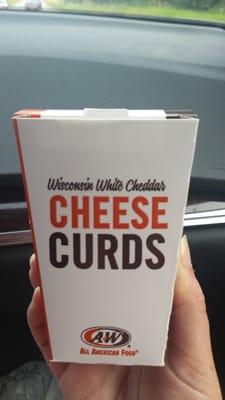 Wisconsin White Cheddar
CHEESE
CURDS
A&W
ALL AMERICAN FOOD®